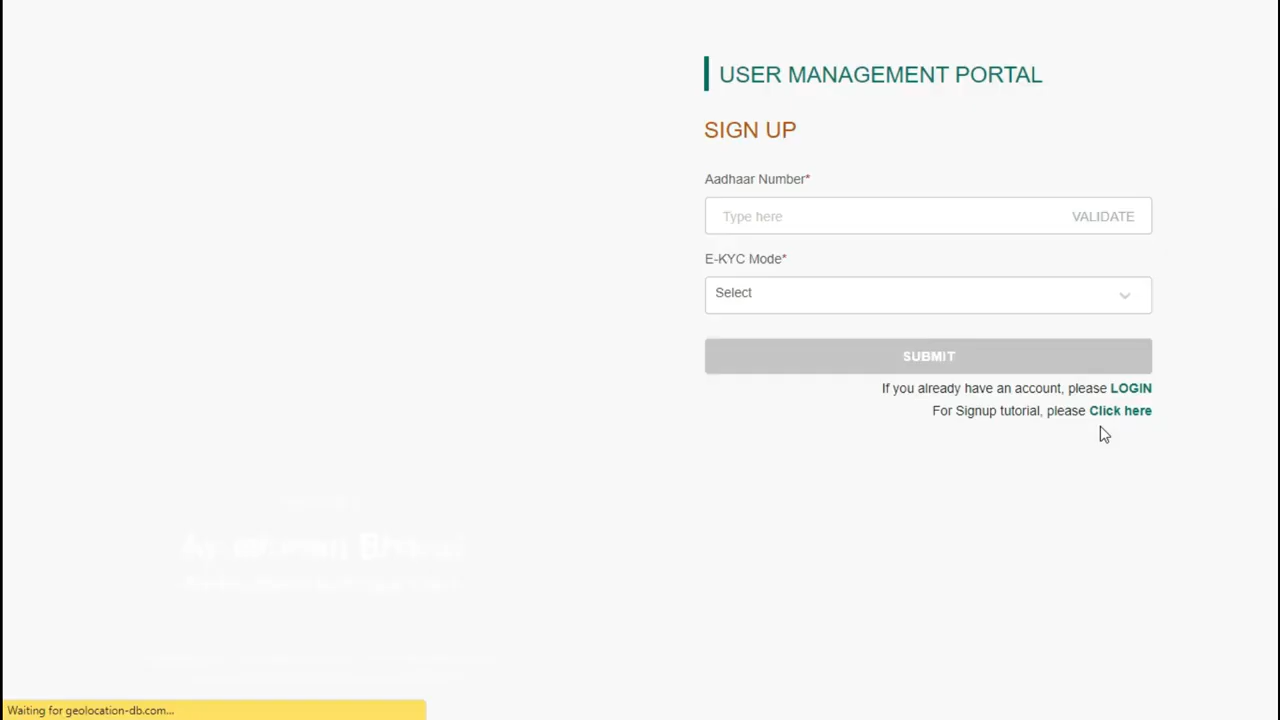 USER MANAGEMENT PORTAL
SIGN UP
Aadhaar Number*
Type here VALIDATE
E-KYC Mode*
Select
SUBMIT
If you already have an account, please LOGIN
For Signup tutorial, please Click here
Waiting for geolocation-db.com...